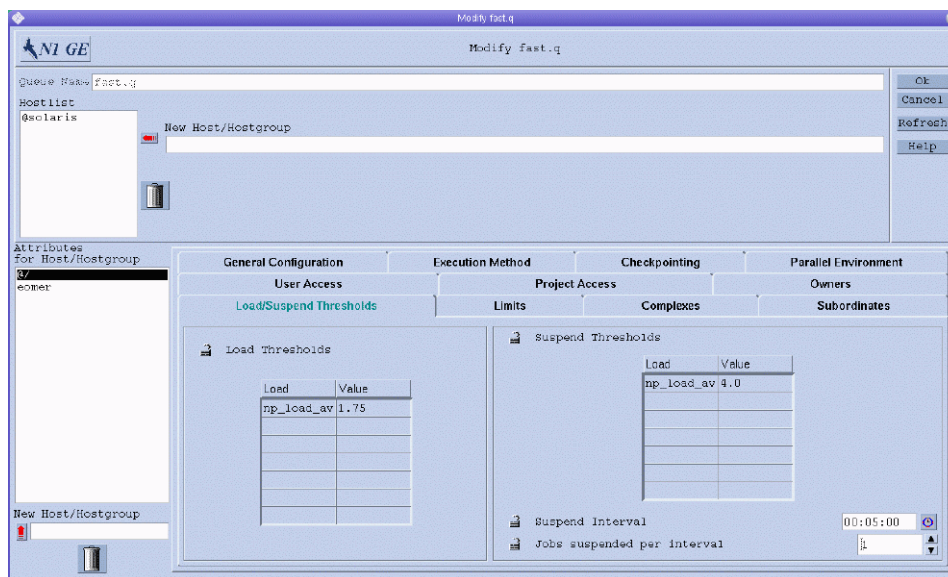 Modify fast.q
N1 GE
Modify fast.q
Queue Name fast.q
Ok
Cancel
Refresh
Help
Hostlist
@solaris
New Host/Hostgroup
Attributes
for Host/Hostgroup
@/
eomer
General Configuration Execution Method Checkpointing Parallel Environment
User Access Project Access Owners
Load/Suspend Thresholds Limits Complexes Subordinates
Load Thresholds
Load Value
np_load_av 1.75
Suspend Thresholds
Load Value
np_load_av 4.0
Suspend Interval 00:05:00
Jobs suspended per interval 1
New Host/Hostgroup